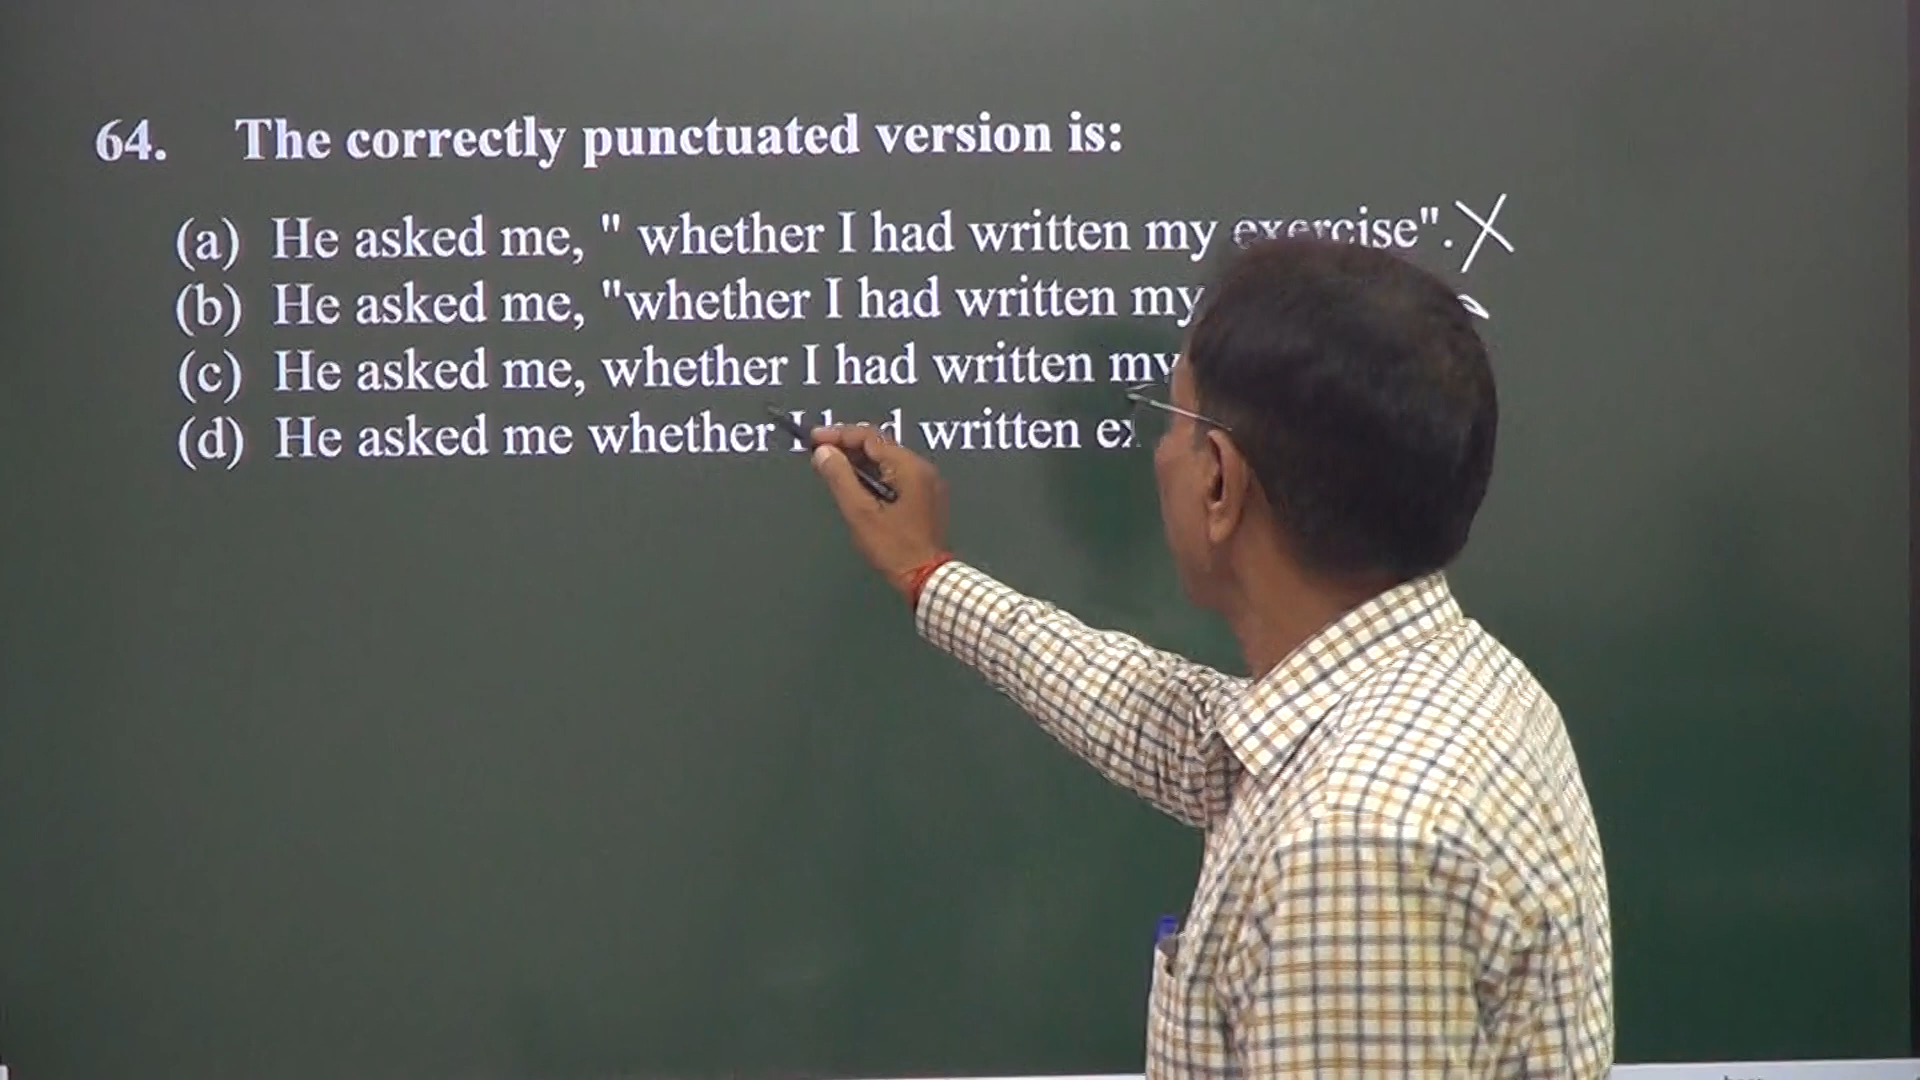 64. The correctly punctuated version is:
(a) He asked me, " whether I had written my exercise".
(b) He asked me, "whether I had written my
(c) He asked me, whether I had written my
(d) He asked me whether I had written